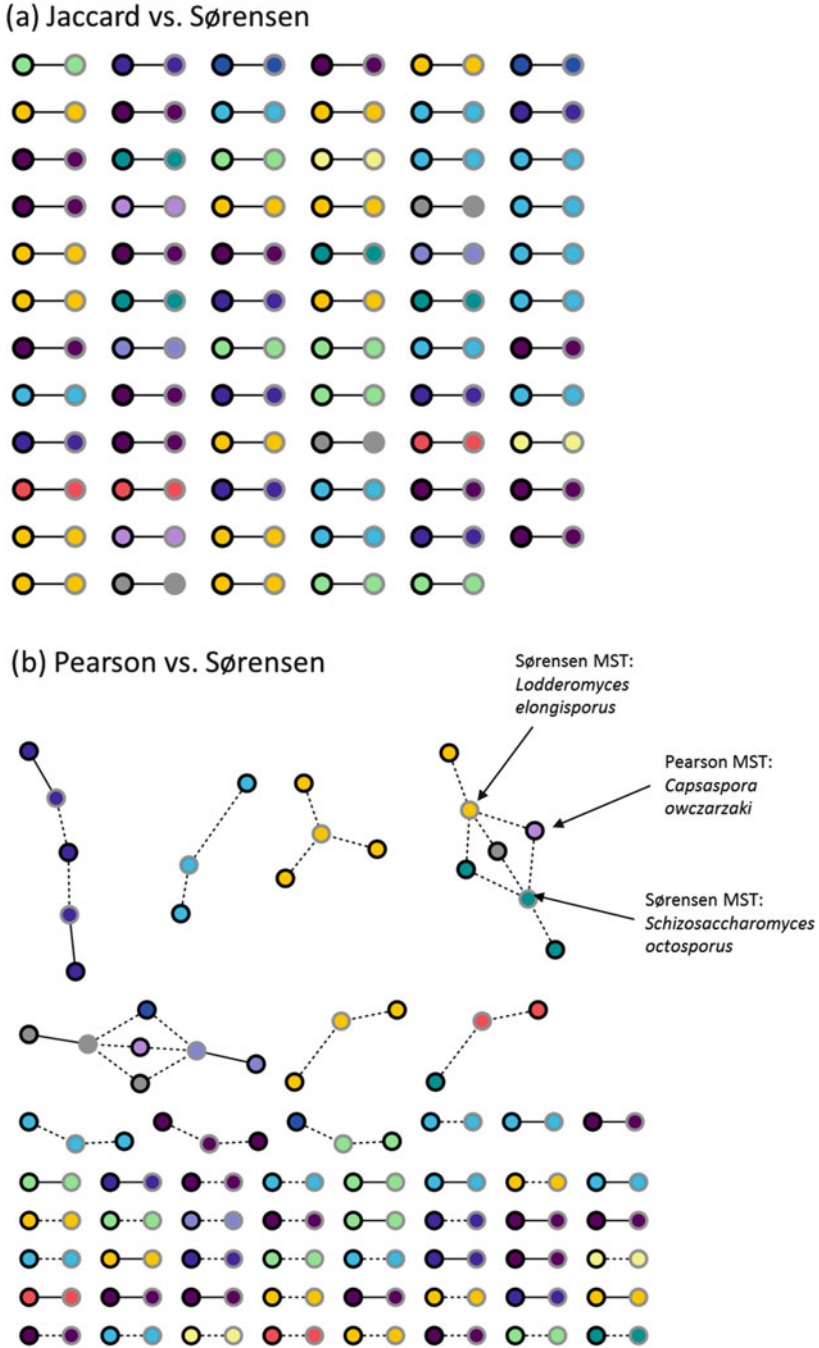 (a) Jaccard vs. Sørensen
(b) Pearson vs. Sørensen
Sørensen MST:
Lodderomyces
elongisporus
Pearson MST:
Capsaspora
owczarzaki
Sørensen MST:
Schizosaccharomyces
octosporus